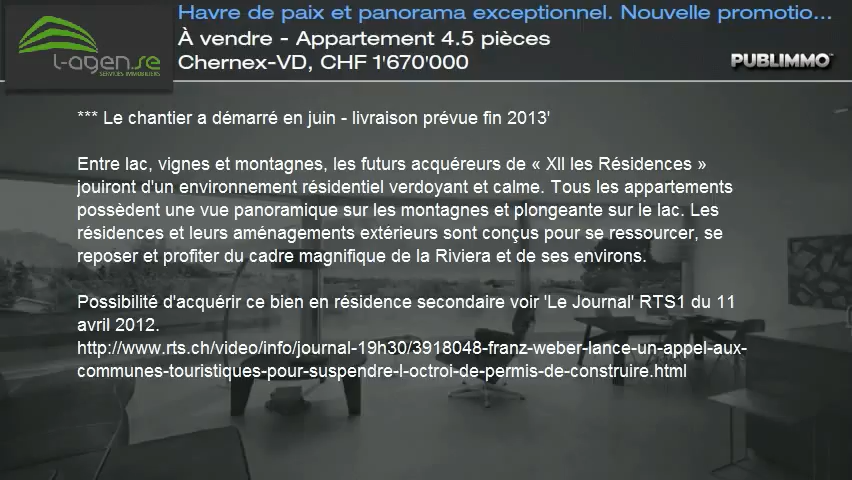 Havre de paix et panorama exceptionnel. Nouvelle promotio...
l-agen.se
SERVICES IMMOBILIERS
À vendre - Appartement 4.5 pièces
Chernex-VD, CHF 1'670'000
PUBLIMMO™
*** Le chantier a démarré en juin - livraison prévue fin 2013'
Entre lac, vignes et montagnes, les futurs acquéreurs de « XII les Résidences »
jouiront d'un environnement résidentiel verdoyant et calme. Tous les appartements
possèdent une vue panoramique sur les montagnes et plongeante sur le lac. Les
résidences et leurs aménagements extérieurs sont conçus pour se ressourcer, se
reposer et profiter du cadre magnifique de la Riviera et de ses environs.
Possibilité d'acquérir ce bien en résidence secondaire voir 'Le Journal' RTS1 du 11
avril 2012.
http://www.rts.ch/video/info/journal-19h30/3918048-franz-weber-lance-un-appel-aux-
communes-touristiques-pour-suspendre-l-octroi-de-permis-de-construire.html